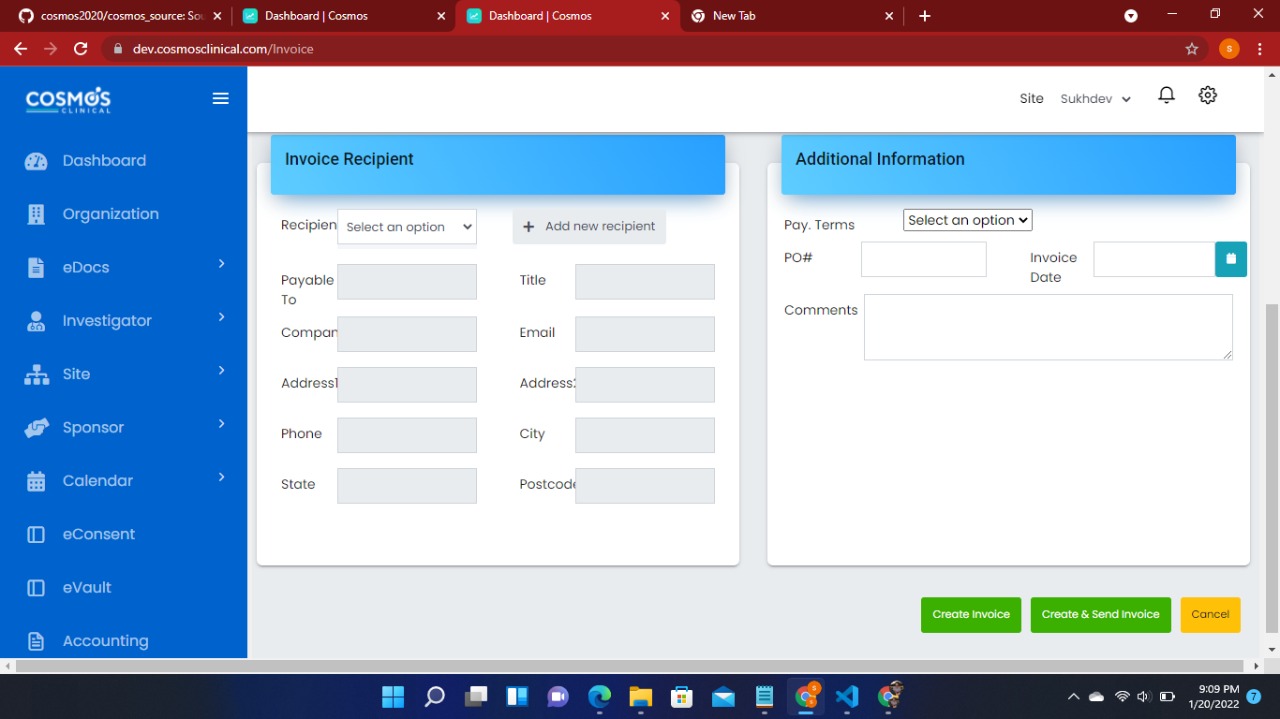 cosmos2020/cosmos_source: Sou
Dashboard | Cosmos
Dashboard | Cosmos
New Tab
dev.cosmosclinical.com/Invoice
S
COSMOS
CLINICAL
Site
Sukhdev
Dashboard
Organization
eDocs
Investigator
Site
Sponsor
Calendar
eConsent
eVault
Accounting
Invoice Recipient
Recipien
Select an option
+ Add new recipient
Payable To
Title
Compan
Email
Address1
Address2
Phone
City
State
Postcode
Additional Information
Pay. Terms
Select an option
PO#
Invoice Date
Comments
Create Invoice
Create & Send Invoice
Cancel
9:09 PM
1/20/2022
7